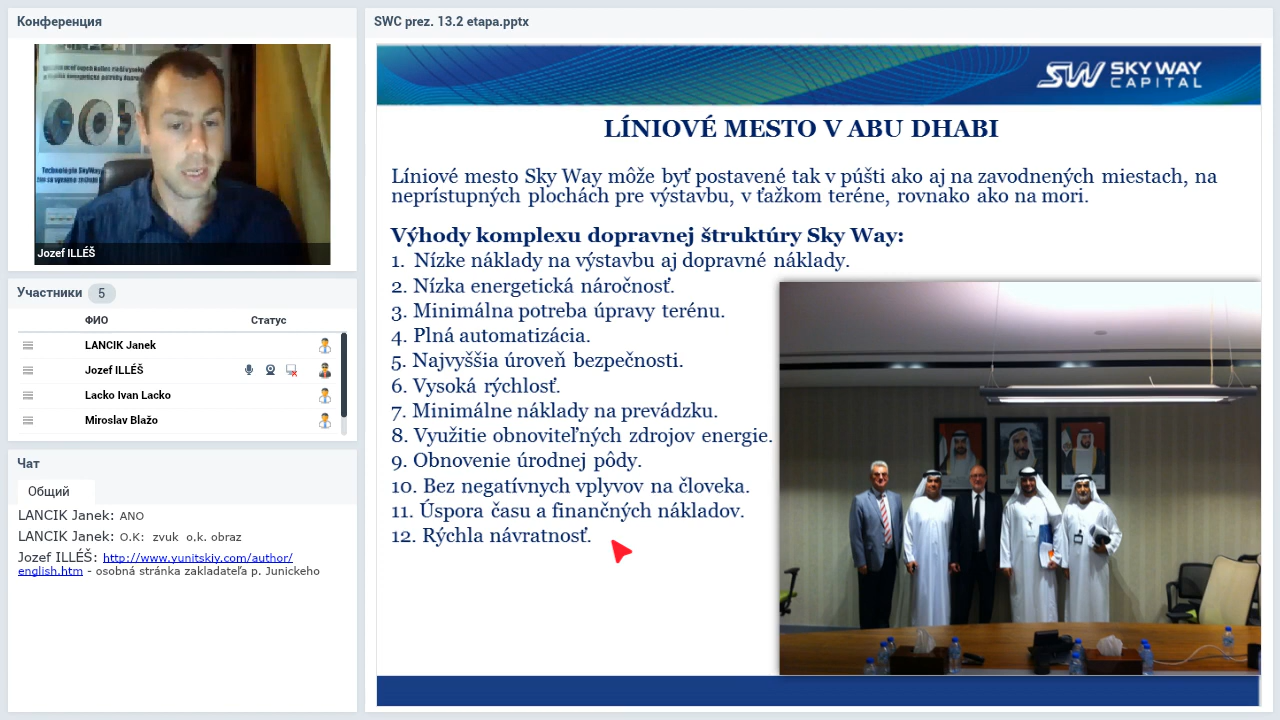 Конференция
Jozef ILLÉŠ
Участники 5
ФИО Статус
LANCIK Janek
Jozef ILLÉŠ
Lacko Ivan Lacko
Miroslav Blažo
Чат
Общий
LANCIK Janek: ANO
LANCIK Janek: O.K: zvuk o.k. obraz
Jozef ILLÉŠ: http://www.yunitskiy.com/author/
english.htm - osobná stránka zakladateľa p. Junickeho
SWC prez. 13.2 etapa.pptx
SW SKY WAY
CAPITAL
LÍNIOVÉ MESTO V ABU DHABI
Líniové mesto Sky Way môže byť postavené tak v púšti ako aj na zavodnených miestach, na
neprístupných plochách pre výstavbu, v ťažkom teréne, rovnako ako na mori.
Výhody komplexu dopravnej štruktúry Sky Way:
1. Nízke náklady na výstavbu aj dopravné náklady.
2. Nízka energetická náročnosť.
3. Minimálna potreba úpravy terénu.
4. Plná automatizácia.
5. Najvyššia úroveň bezpečnosti.
6. Vysoká rýchlosť.
7. Minimálne náklady na prevádzku.
8. Využitie obnoviteľných zdrojov energie.
9. Obnovenie úrodnej pôdy.
10. Bez negatívnych vplyvov na človeka.
11. Úspora času a finančných nákladov.
12. Rýchla návratnosť.